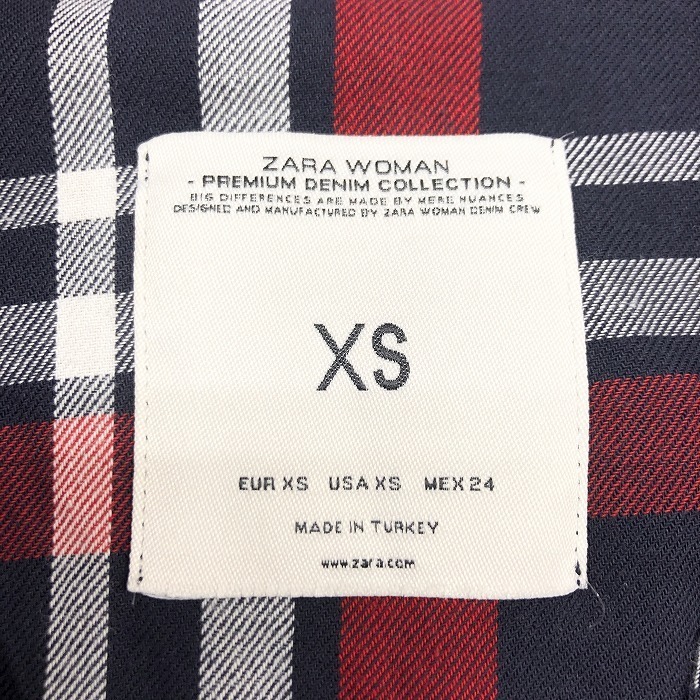 ZARA WOMAN
- PREMIUM DENIM COLLECTION -
BIG DIFFERENCES ARE MADE BY MERE NUANCES
DESIGNED AND MANUFACTURED BY ZARA WOMAN DENIM CREW
XS
EUR XS USA XS MEX 24
MADE IN TURKEY
www.zara.com